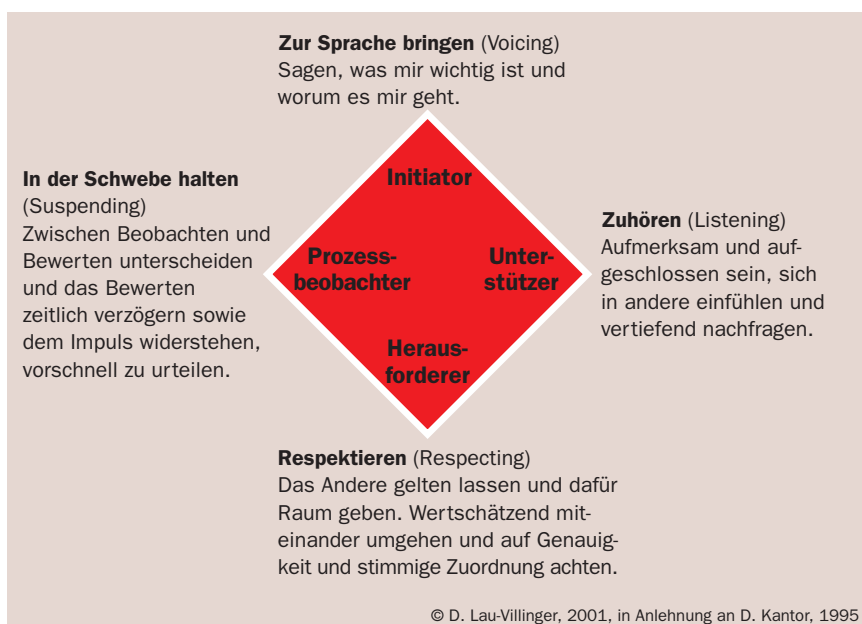 Zur Sprache bringen (Voicing)
Sagen, was mir wichtig ist und
worum es mir geht.
In der Schwebe halten
(Suspending)
Zwischen Beobachten und
Bewerten unterscheiden
und das Bewerten
zeitlich verzögern sowie
dem Impuls widerstehen,
vorschnell zu urteilen.
Initiator
Prozess-
beobachter
Unter-
stützer
Heraus-
forderer
Zuhören (Listening)
Aufmerksam und auf-
geschlossen sein, sich
in andere einfühlen und
vertiefend nachfragen.
Respektieren (Respecting)
Das Andere gelten lassen und dafür
Raum geben. Wertschätzend mit-
einander umgehen und auf Genauig-
keit und stimmige Zuordnung achten.
© D. Lau-Villinger, 2001, in Anlehnung an D. Kantor, 1995